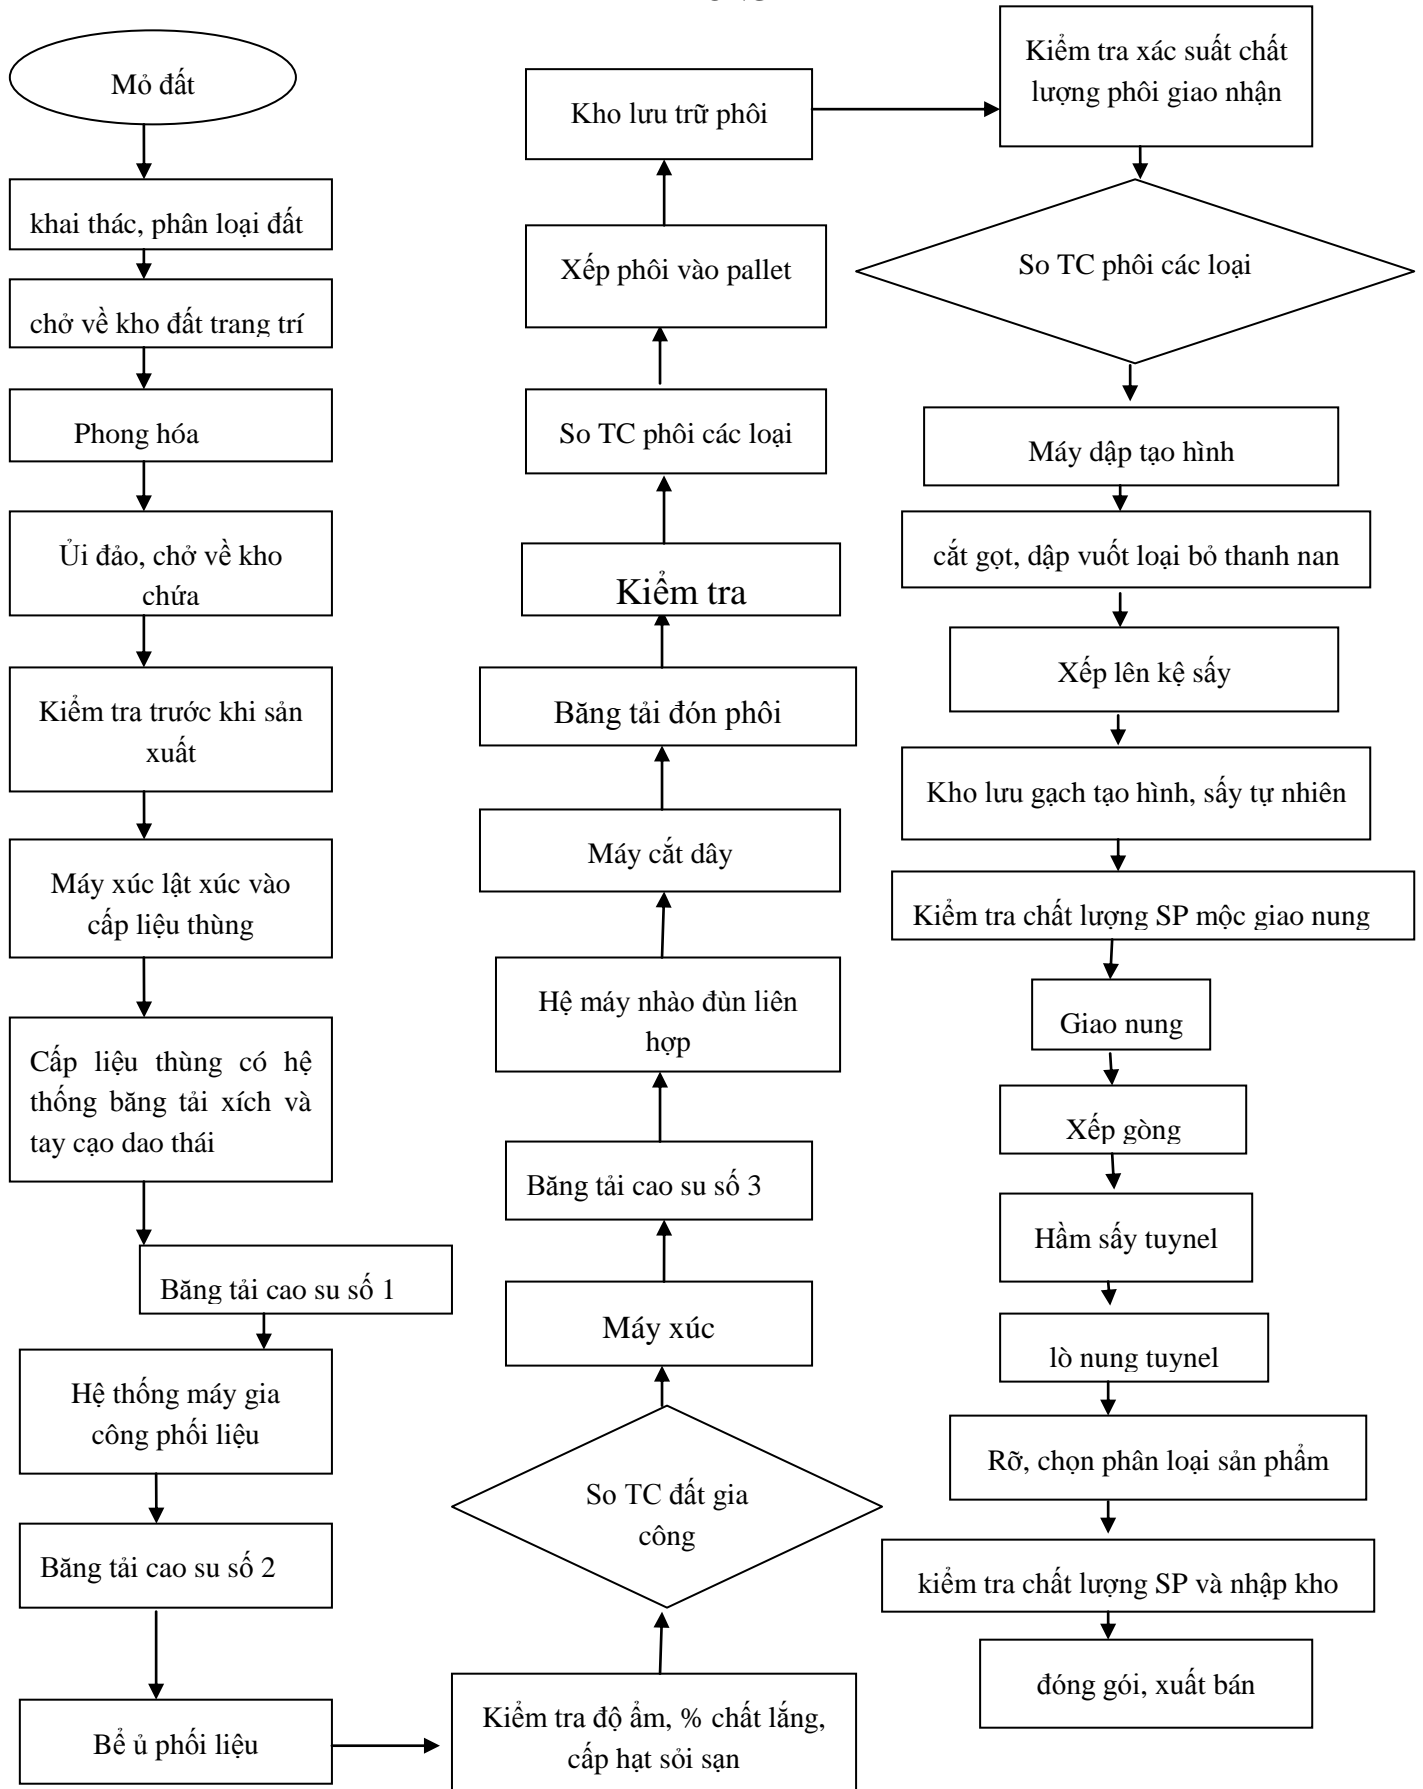 Mỏ đất
khai thác, phân loại đất
chở về kho đất trang trí
Phong hóa
Ủi đảo, chở về kho
chứa
Kiểm tra trước khi sản
xuất
Máy xúc lật xúc vào
cấp liệu thùng
Cấp liệu thùng có hệ
thống băng tải xích và
tay cạo dao thái
Băng tải cao su số 1
Hệ thống máy gia
công phối liệu
Băng tải cao su số 2
Bể ủ phối liệu
Kiểm tra độ ẩm, % chất lắng,
cấp hạt sỏi sạn
So TC đất gia
công
Máy xúc
Băng tải cao su số 3
Hệ máy nhào đùn liên
hợp
Máy cắt dây
Băng tải đón phôi
Kiểm tra
So TC phôi các loại
Xếp phôi vào pallet
Kho lưu trữ phôi
Kiểm tra xác suất chất
lượng phôi giao nhận
So TC phôi các loại
Máy dập tạo hình
cắt gọt, dập vuốt loại bỏ thanh nan
Xếp lên kệ sấy
Kho lưu gạch tạo hình, sấy tự nhiên
Kiểm tra chất lượng SP mộc giao nung
Giao nung
Xếp gòng
Hầm sấy tuynel
lò nung tuynel
Rỡ, chọn phân loại sản phẩm
kiểm tra chất lượng SP và nhập kho
đóng gói, xuất bán